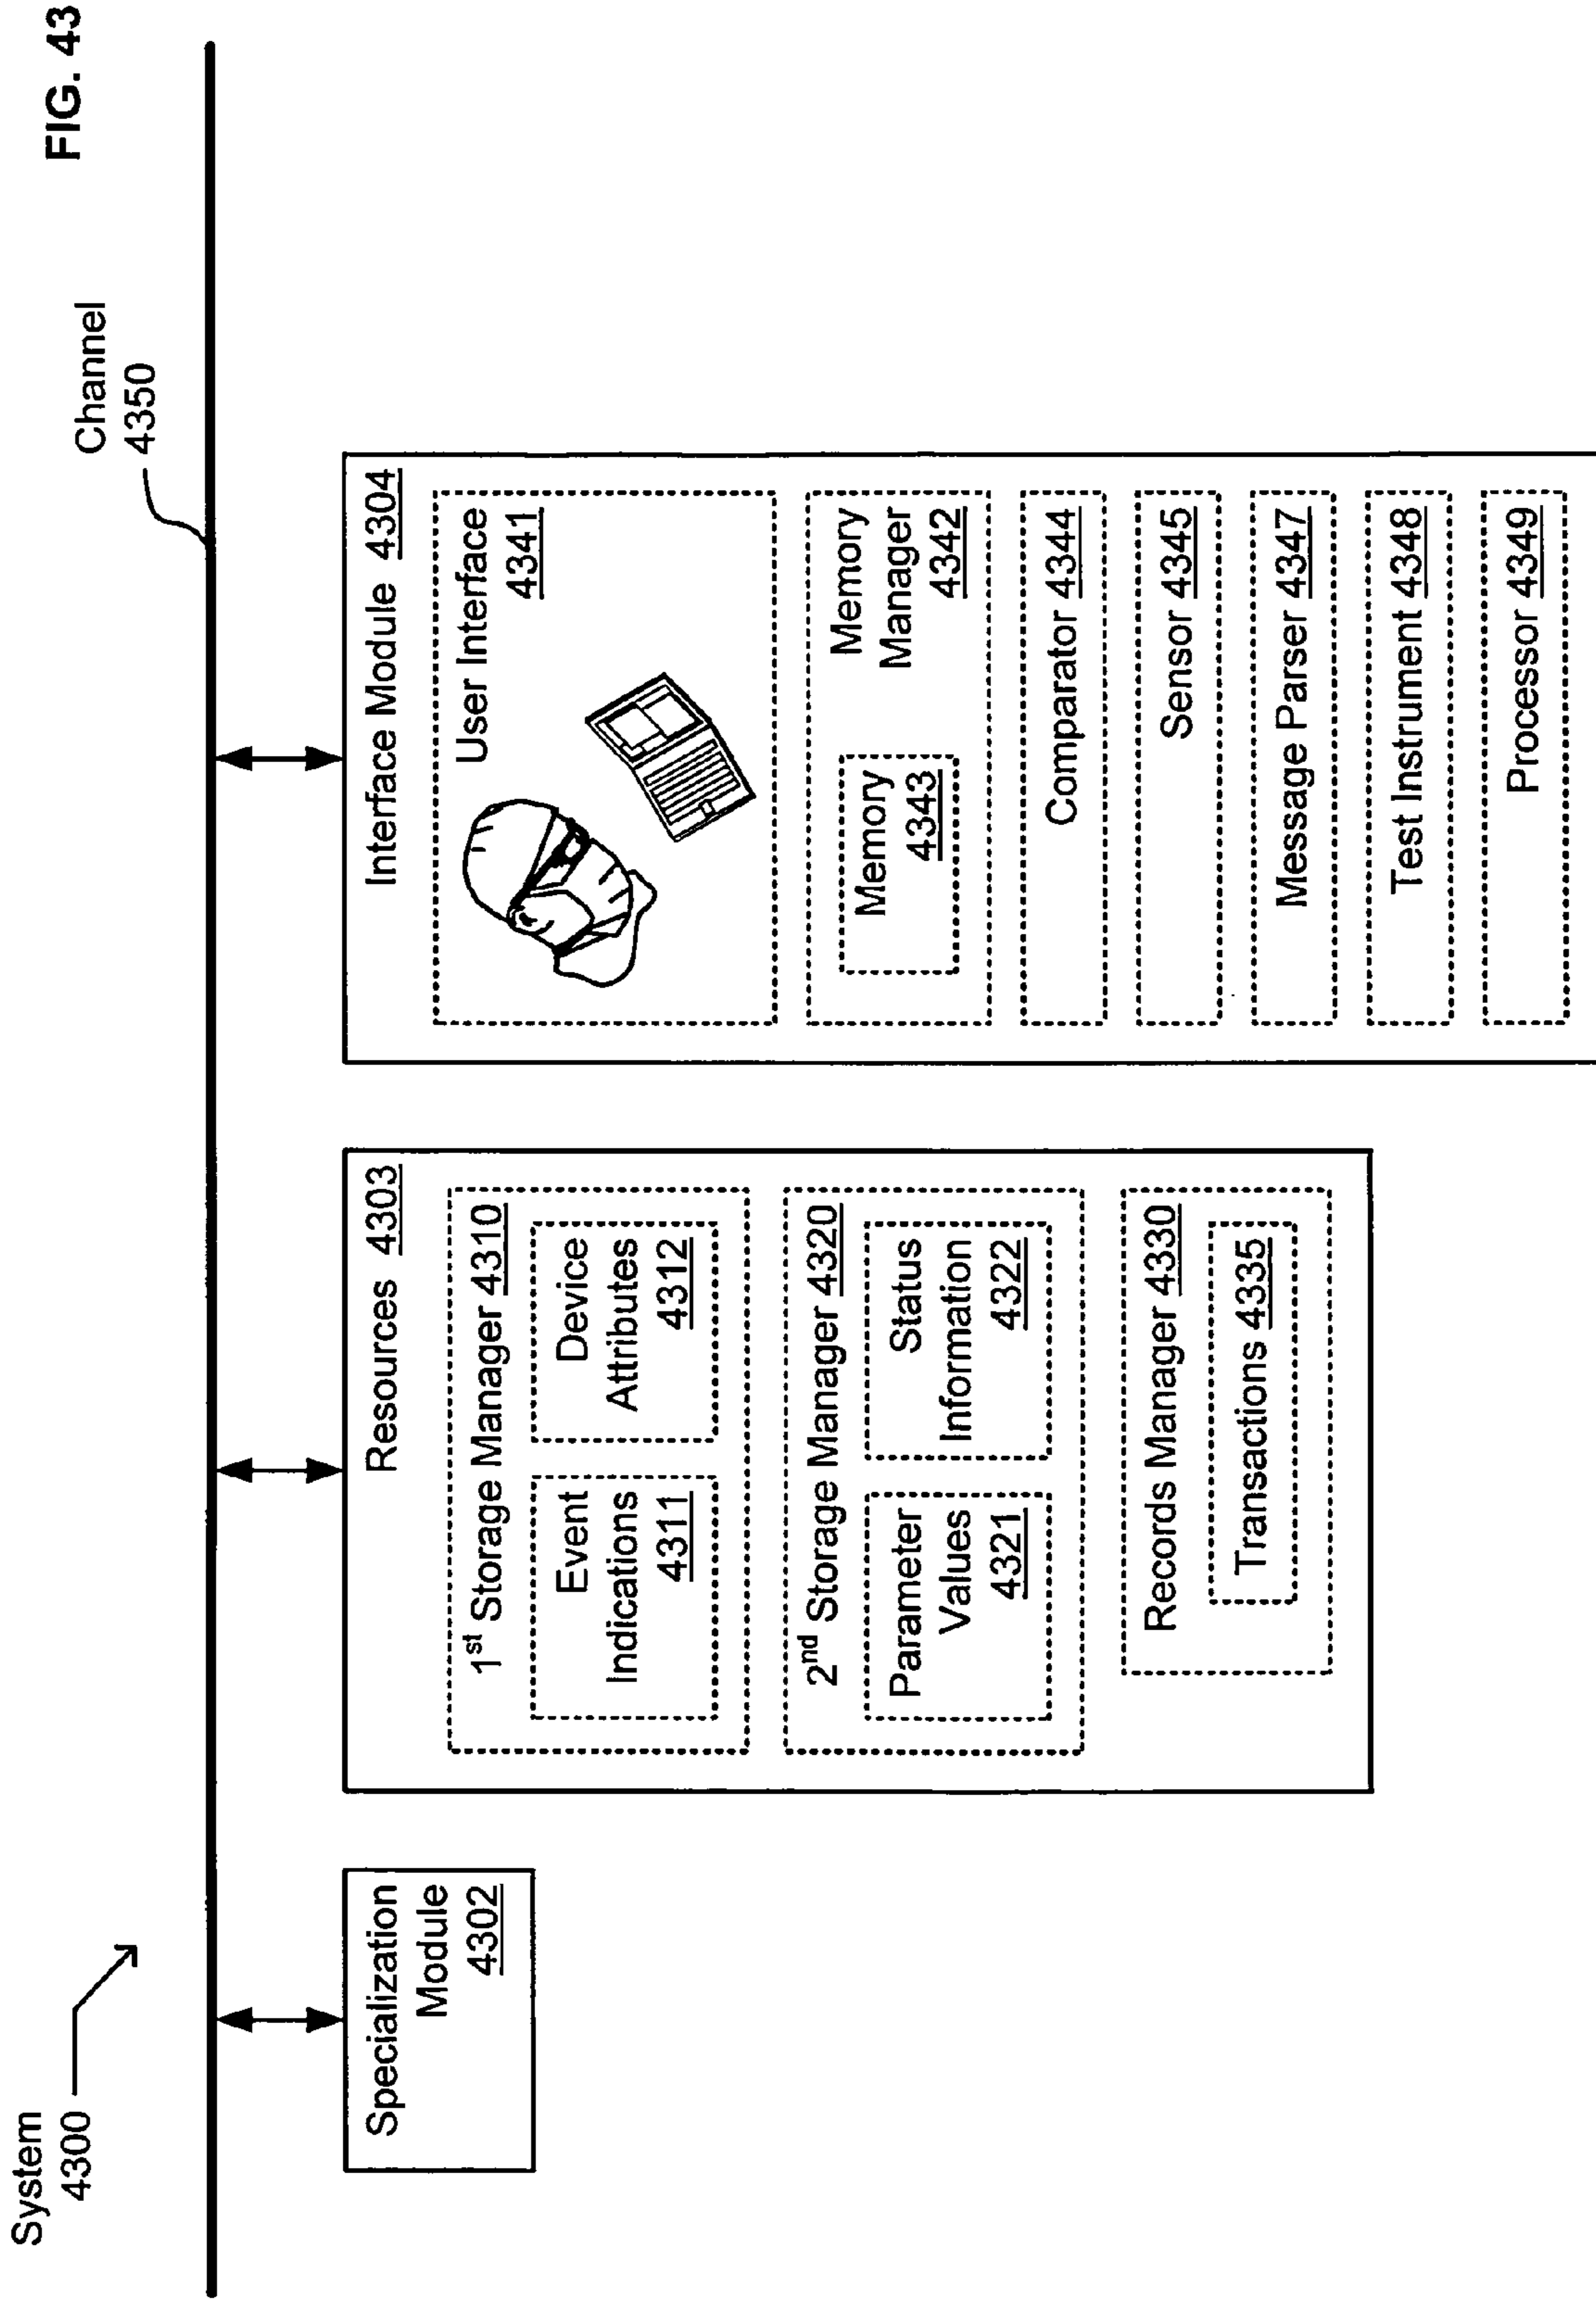 FIG. 43
System
4300
Channel
4350
Specialization
Module
4302
Resources 4303
1st Storage Manager 4310
Event
Indications
4311
Device
Attributes
4312
2nd Storage Manager 4320
Parameter
Values
4321
Status
Information
4322
Records Manager 4330
Transactions 4335
Interface Module 4304
User Interface
4341
Memory
Manager
4342
Memory
4343
Comparator 4344
Sensor 4345
Message Parser 4347
Test Instrument 4348
Processor 4349